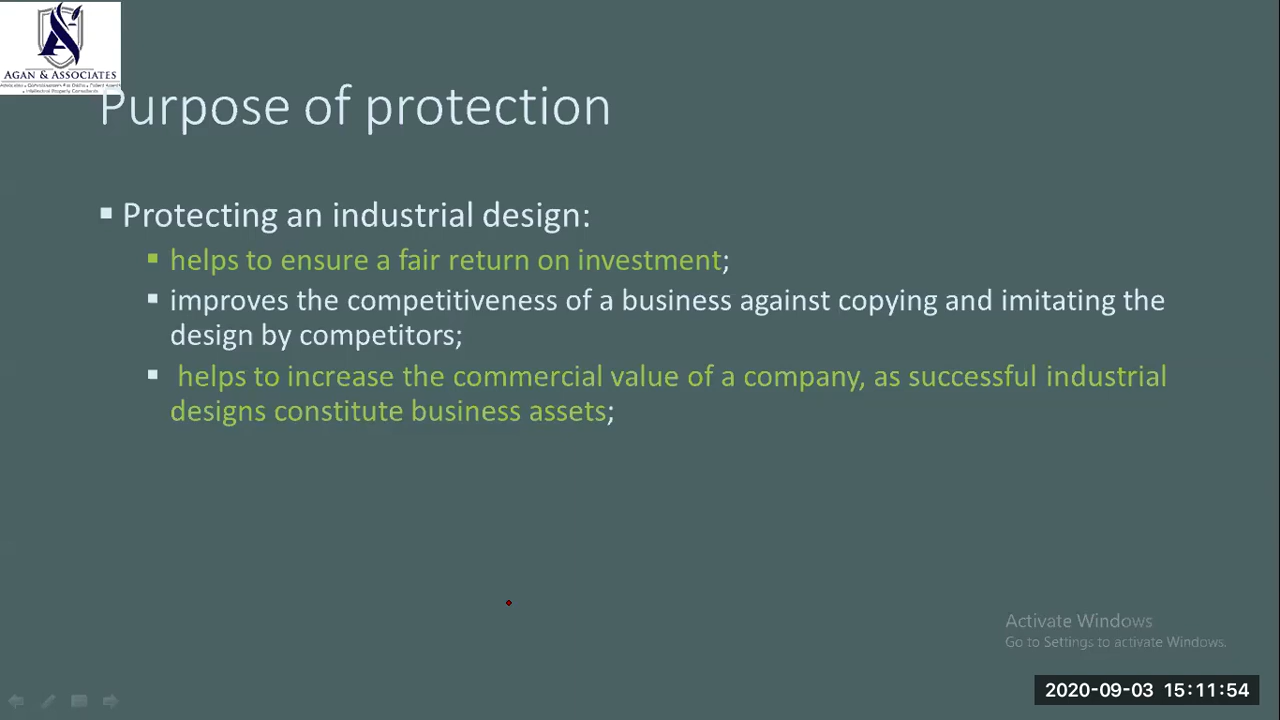 AGAN & ASSOCIATES
Purpose of protection
▪ Protecting an industrial design:
▪ helps to ensure a fair return on investment;
▪ improves the competitiveness of a business against copying and imitating the
design by competitors;
▪ helps to increase the commercial value of a company, as successful industrial
designs constitute business assets;
Activate Windows
Go to Settings to activate Windows.
2020-09-03 15:11:54